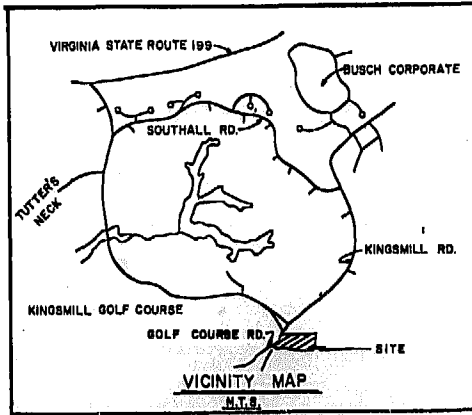 VIRGINIA STATE ROUTE 199
BUSCH CORPORATE
SOUTHALL RD.
TUTTER'S
NECK
KINGSMILL RD.
KINGSMILL GOLF COURSE
GOLF COURSE RD.
SITE
VICINITY MAP
N.T.S.